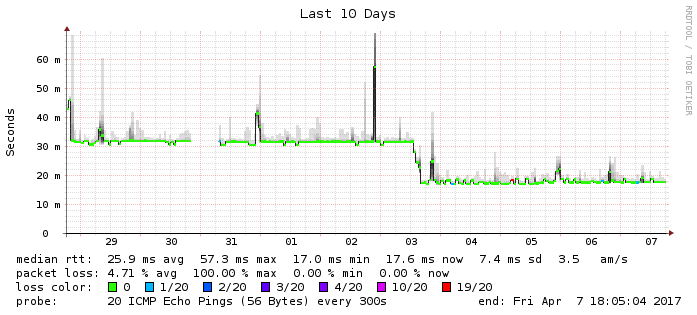 Last 10 Days
RRDTOOL / TOBI OETIKER
Seconds
60 m
50 m
40 m
30 m
20 m
10 m
0
29 30 31 01 02 03 04 05 06 07
median rtt: 25.9 ms avg 57.3 ms max 17.0 ms min 17.6 ms now 7.4 ms sd 3.5 am/s
packet loss: 4.71 % avg 100.00 % max 0.00 % min 0.00 % now
loss color: 0 1/20 2/20 3/20 4/20 10/20 19/20
probe: 20 ICMP Echo Pings (56 Bytes) every 300s end: Fri Apr 7 18:05:04 2017